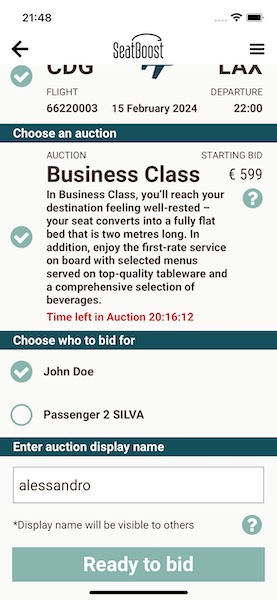 21:48
SeatBoost
CDG LAX
FLIGHT DEPARTURE
66220003 15 February 2024 22:00
Choose an auction
AUCTION STARTING BID
Business Class € 599
In Business Class, you'll reach your
destination feeling well-rested –
your seat converts into a fully flat
bed that is two metres long. In
addition, enjoy the first-rate service
on board with selected menus
served on top-quality tableware and
a comprehensive selection of
beverages.
Time left in Auction 20:16:12
Choose who to bid for
John Doe
Passenger 2 SILVA
Enter auction display name
alessandro
*Display name will be visible to others
?
Ready to bid